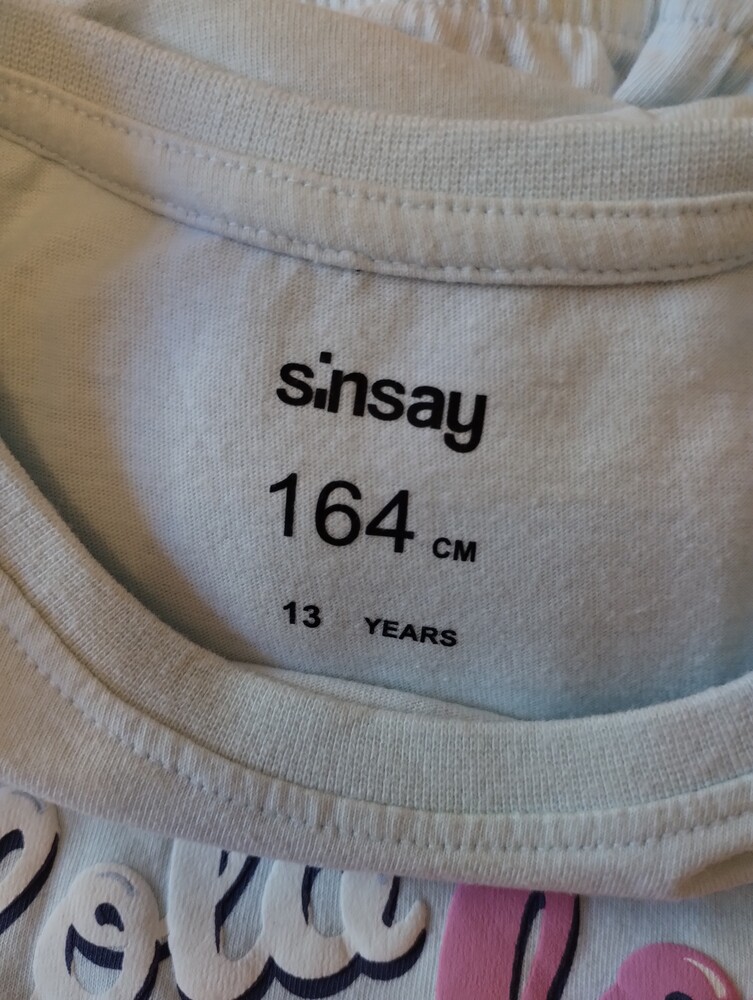 sinsay
164 CM
13 YEARS